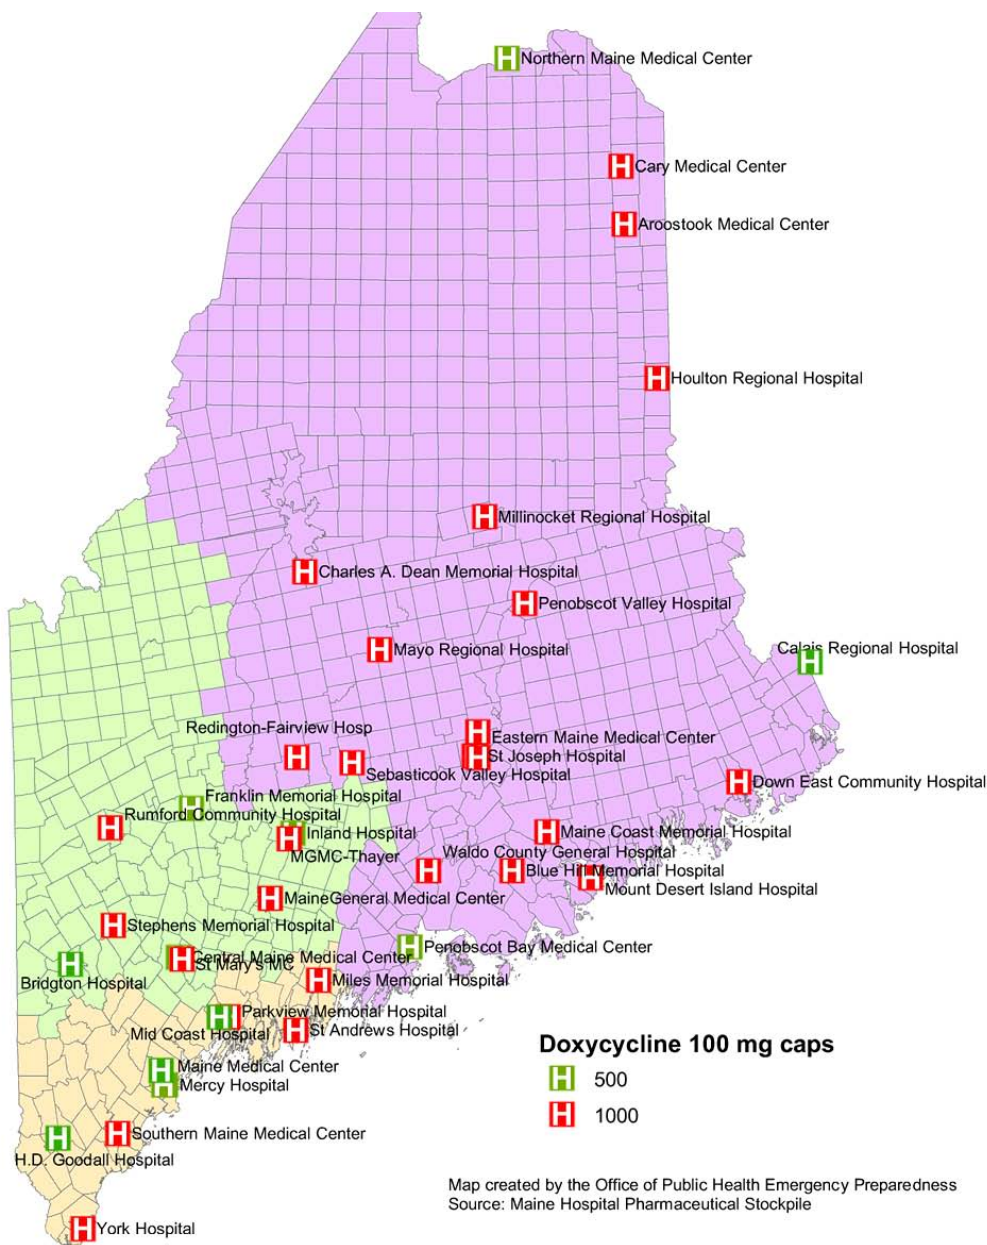 Northern Maine Medical Center
Cary Medical Center
Aroostook Medical Center
Houlton Regional Hospital
Millinocket Regional Hospital
Charles A. Dean Memorial Hospital
Penobscot Valley Hospital
Mayo Regional Hospital
Calais Regional Hospital
Redington-Fairview Hosp
Eastern Maine Medical Center
St Joseph Hospital
Sebasticook Valley Hospital
Down East Community Hospital
Franklin Memorial Hospital
Rumford Community Hospital
Inland Hospital
Maine Coast Memorial Hospital
MGMC-Thayer
Waldo County General Hospital
Blue Hill Memorial Hospital
Mount Desert Island Hospital
MaineGeneral Medical Center
Stephens Memorial Hospital
Penobscot Bay Medical Center
Central Maine Medical Center
St Mary's MC
Bridgton Hospital
Miles Memorial Hospital
Parkview Memorial Hospital
Mid Coast Hospital
St Andrews Hospital
Maine Medical Center
Mercy Hospital
Southern Maine Medical Center
H.D. Goodall Hospital
York Hospital
Doxycycline 100 mg caps
H 500
H 1000
Map created by the Office of Public Health Emergency Preparedness
Source: Maine Hospital Pharmaceutical Stockpile